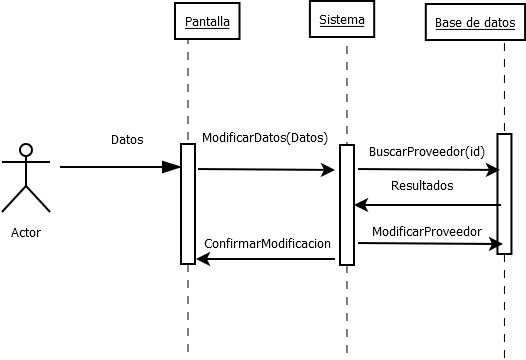 Pantalla
Sistema
Base de datos
Datos
ModificarDatos(Datos)
BuscarProveedor(id)
Resultados
ModificarProveedor
ConfirmarModificacion
Actor